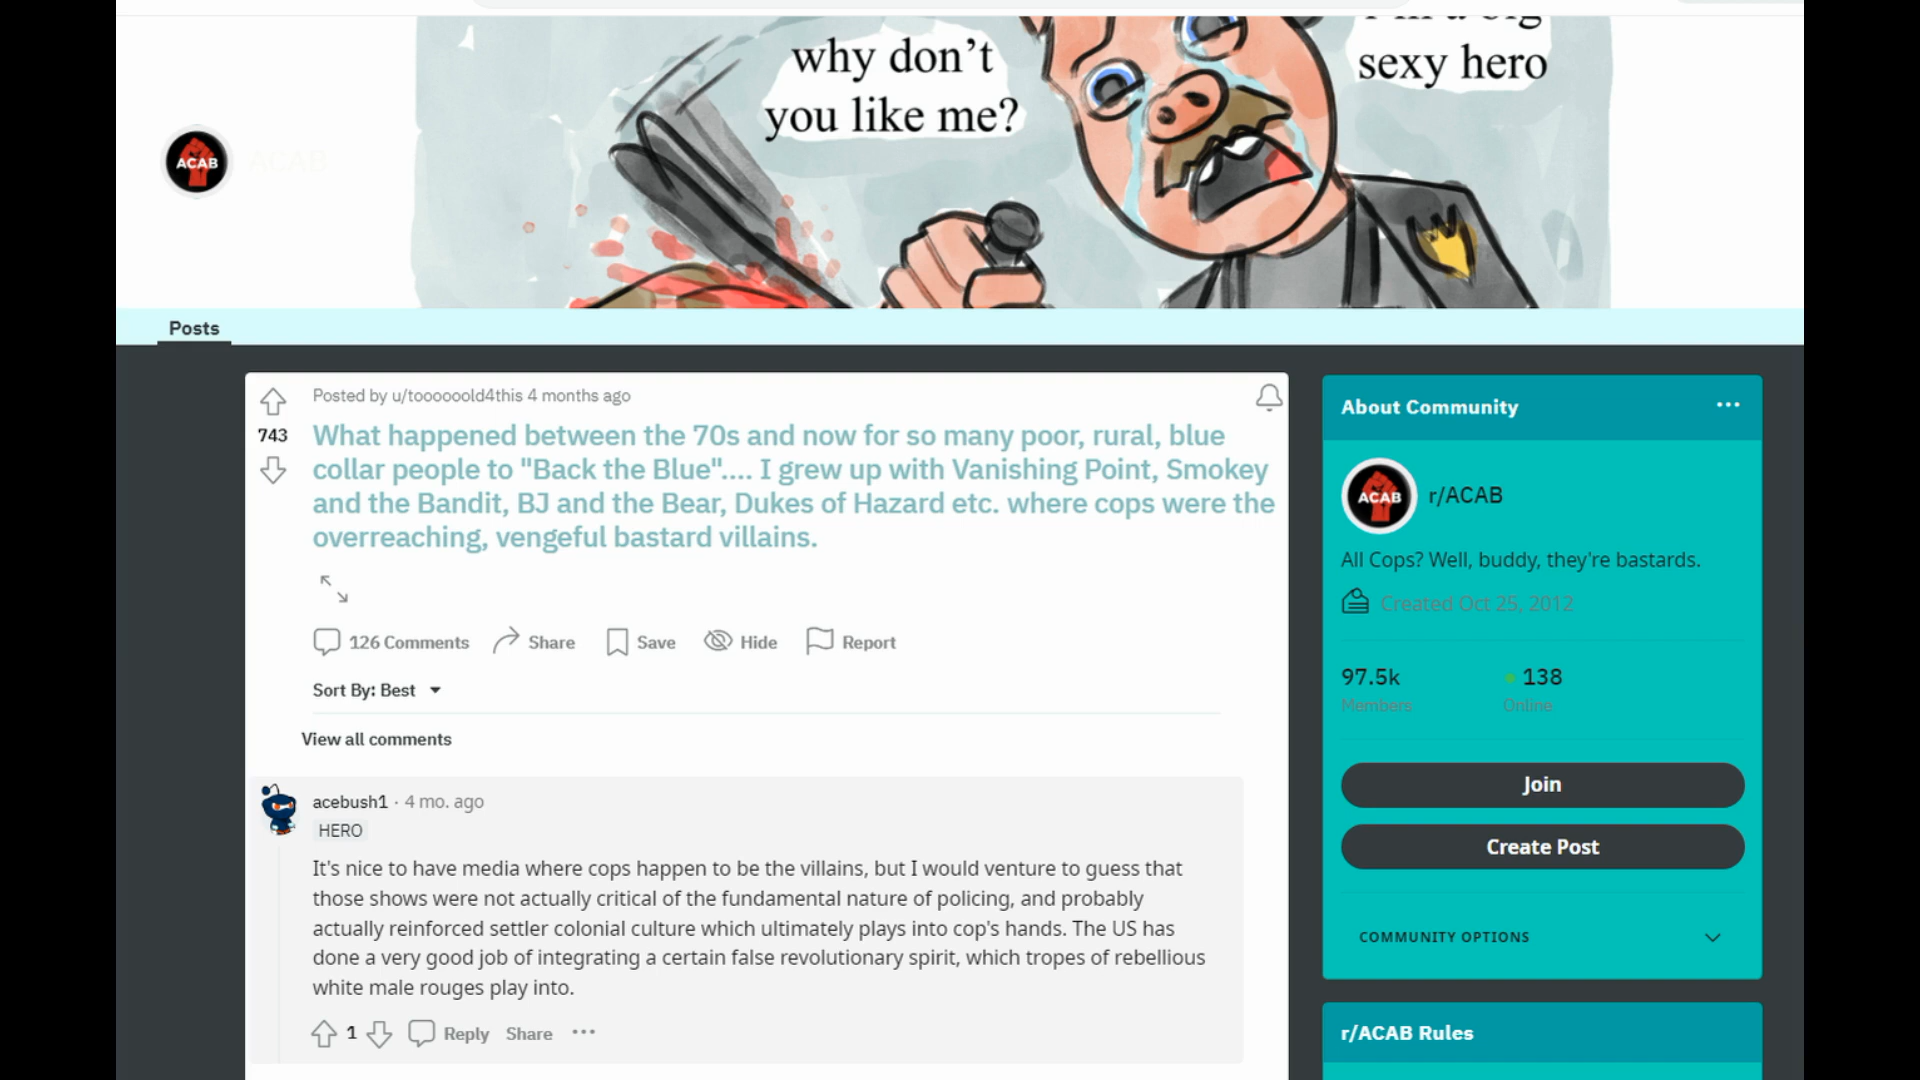 why don't
you like me?
I'm a big
sexy hero
ACAB
ACAB
Posts
Posted by u/toooooold4this 4 months ago
743
What happened between the 70s and now for so many poor, rural, blue
collar people to "Back the Blue".... I grew up with Vanishing Point, Smokey
and the Bandit, BJ and the Bear, Dukes of Hazard etc. where cops were the
overreaching, vengeful bastard villains.
126 Comments
Share
Save
Hide
Report
Sort By: Best
View all comments
acebush1 · 4 mo. ago
HERO
It's nice to have media where cops happen to be the villains, but I would venture to guess that
those shows were not actually critical of the fundamental nature of policing, and probably
actually reinforced settler colonial culture which ultimately plays into cop's hands. The US has
done a very good job of integrating a certain false revolutionary spirit, which tropes of rebellious
white male rouges play into.
1
Reply
Share
About Community
ACAB
r/ACAB
All Cops? Well, buddy, they're bastards.
Created Oct 25, 2012
97.5k
138
Members
Online
Join
Create Post
COMMUNITY OPTIONS
r/ACAB Rules